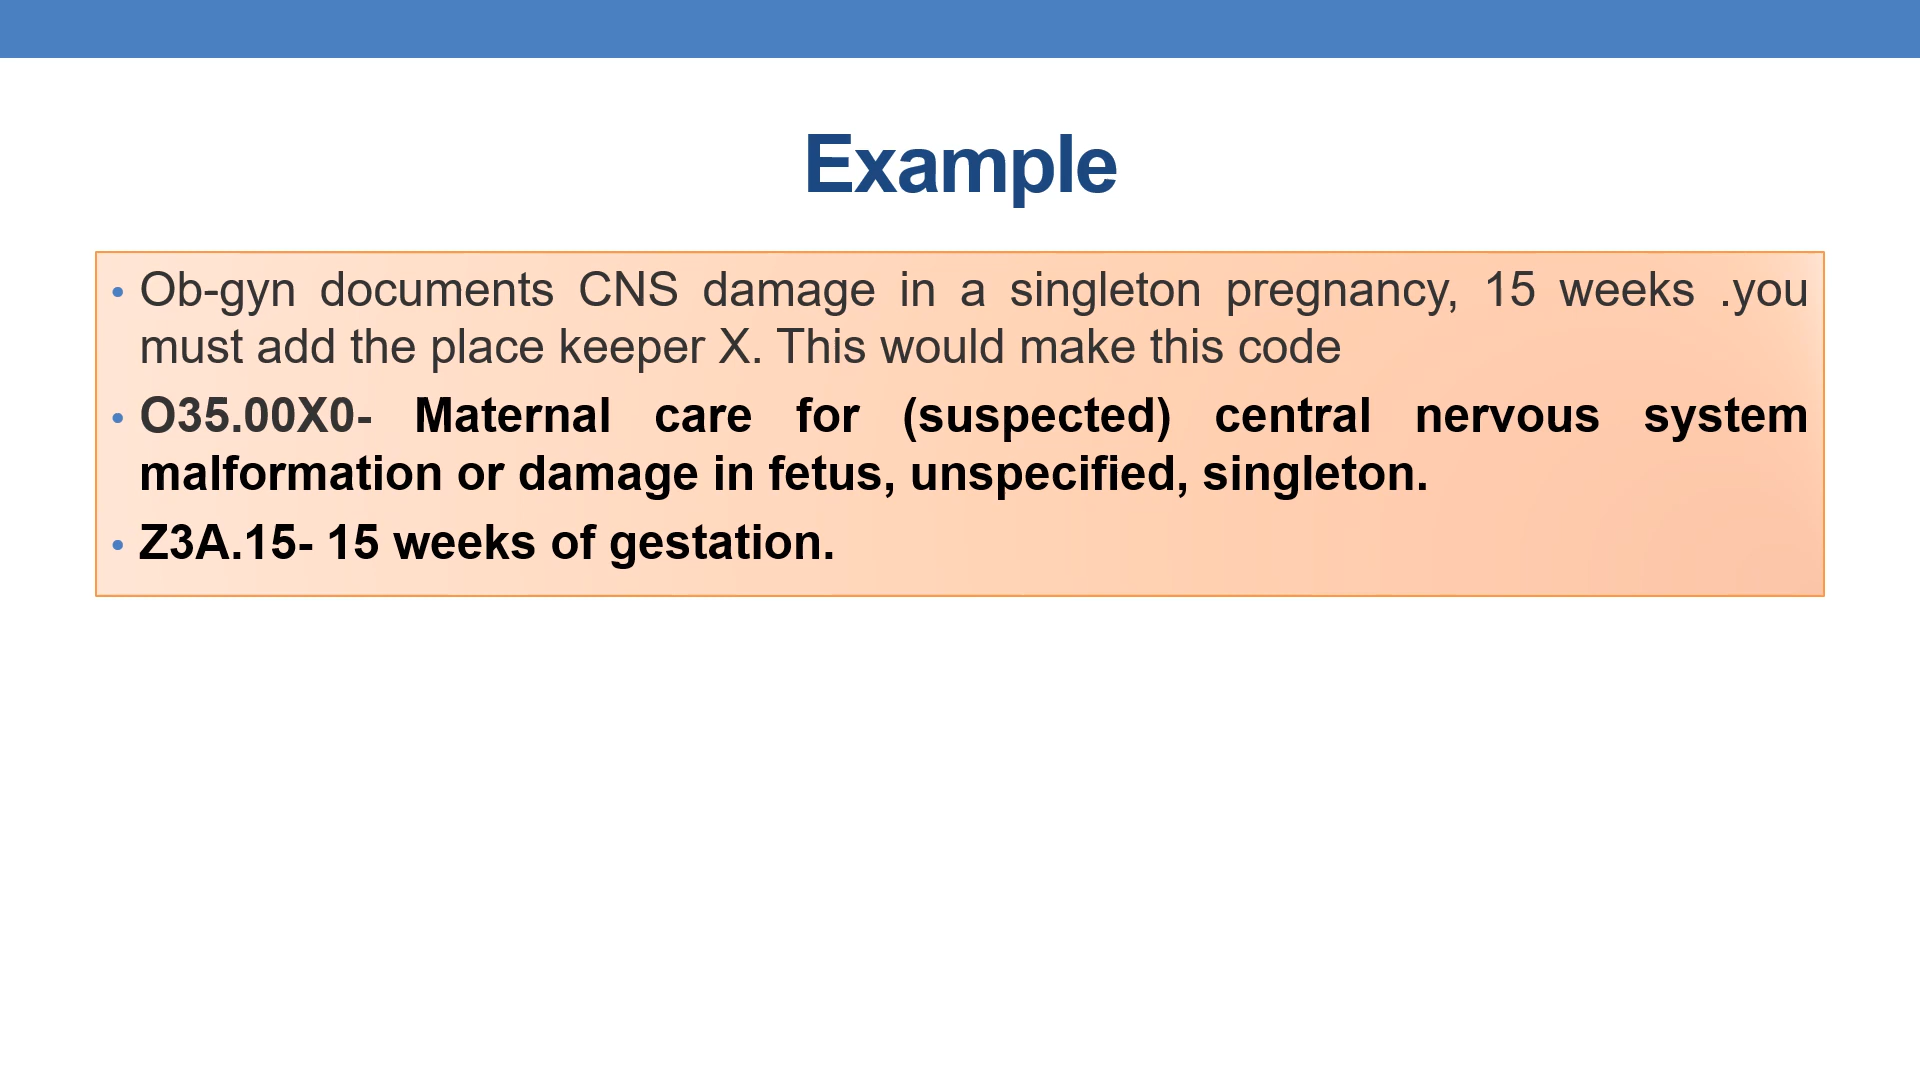 Example
• Ob-gyn documents CNS damage in a singleton pregnancy, 15 weeks .you
must add the place keeper X. This would make this code
• O35.00X0- Maternal care for (suspected) central nervous system
malformation or damage in fetus, unspecified, singleton.
• Z3A.15- 15 weeks of gestation.